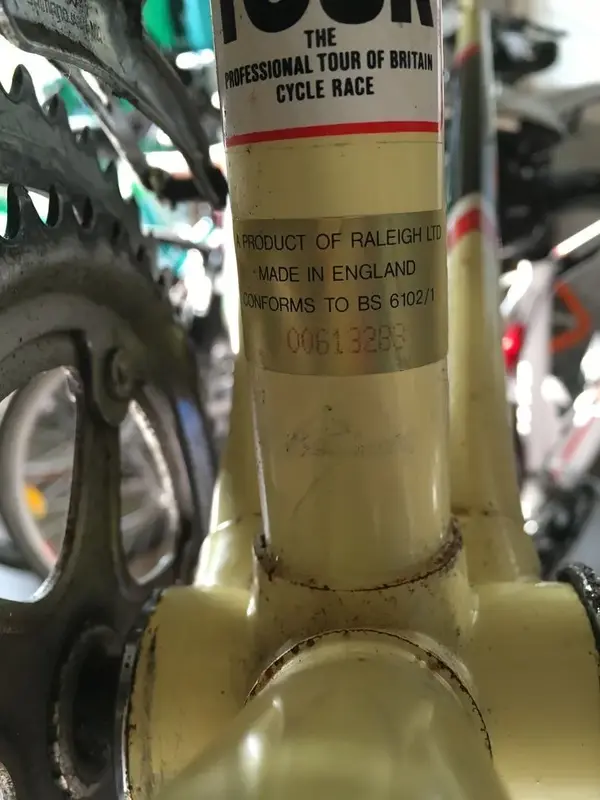 TOUR
THE
PROFESSIONAL TOUR OF BRITAIN
CYCLE RACE
A PRODUCT OF RALEIGH LTD
MADE IN ENGLAND
CONFORMS TO BS 6102/1